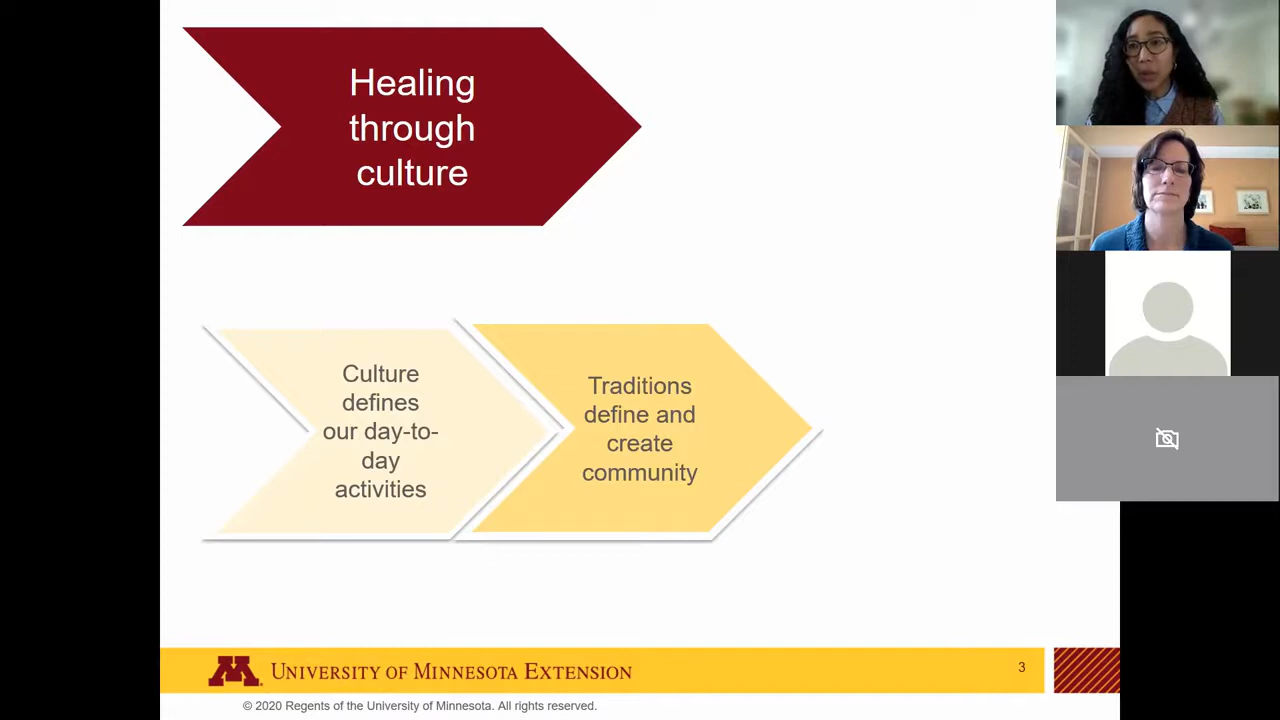 Healing
through
culture
Culture
defines
our day-to-
day
activities
Traditions
define and
create
community
M
UNIVERSITY OF MINNESOTA EXTENSION
3
© 2020 Regents of the University of Minnesota. All rights reserved.